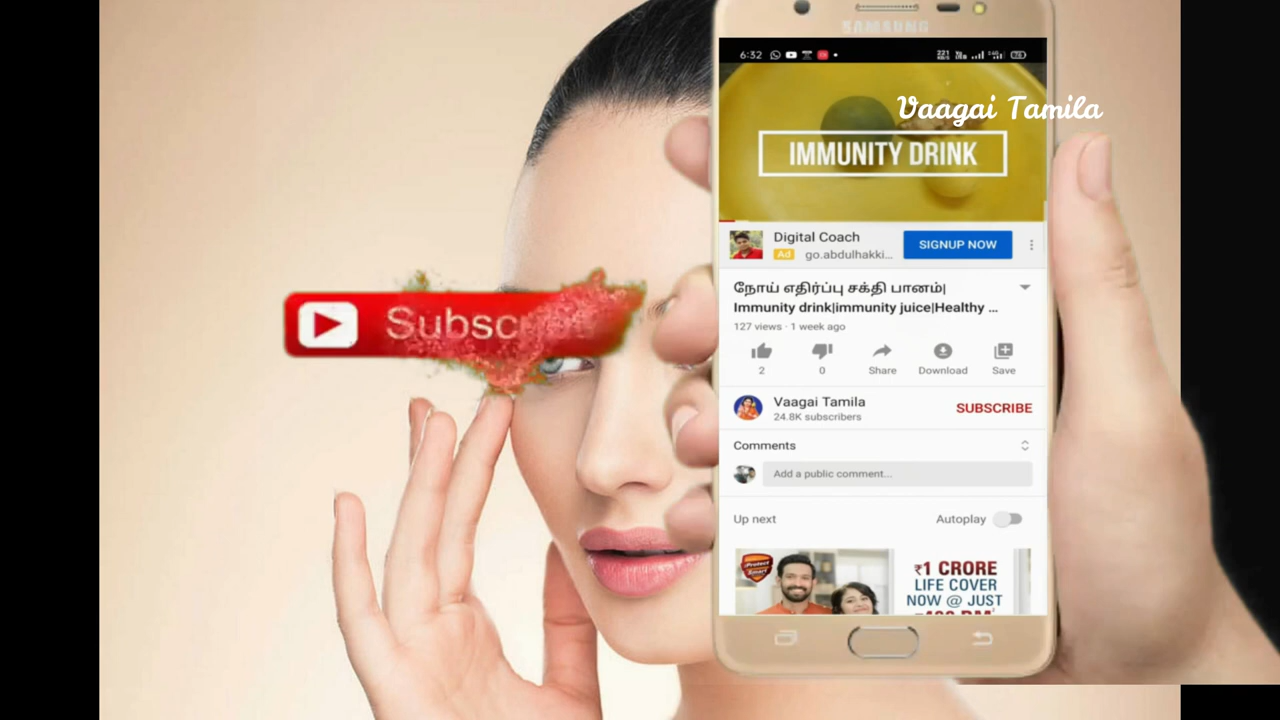 SAMSUNG
6:32
Vaagai Tamila
IMMUNITY DRINK
Digital Coach
Ad go.abdulhakki...
SIGNUP NOW
நோய் எதிர்ப்பு சக்தி பானம்|
Immunity drink|immunity juice|Healthy ...
127 views · 1 week ago
2 0 Share Download Save
Subsc
Vaagai Tamila
24.8K subscribers
SUBSCRIBE
Comments
Add a public comment...
Up next Autoplay
₹1 CRORE
LIFE COVER
NOW @ JUST